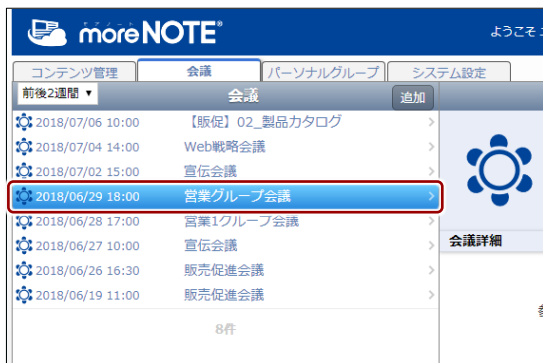 モアノート
moreNOTE®
ようこそ
コンテンツ管理 会議 パーソナルグループ システム設定
前後2週間 ▼ 会議 追加
2018/07/06 10:00 【販促】02_製品カタログ
2018/07/04 14:00 Web戦略会議
2018/07/02 15:00 宣伝会議
2018/06/29 18:00 営業グループ会議
2018/06/28 17:00 営業1グループ会議
2018/06/27 10:00 宣伝会議
2018/06/26 16:30 販売促進会議
2018/06/19 11:00 販売促進会議
8件
会議詳細